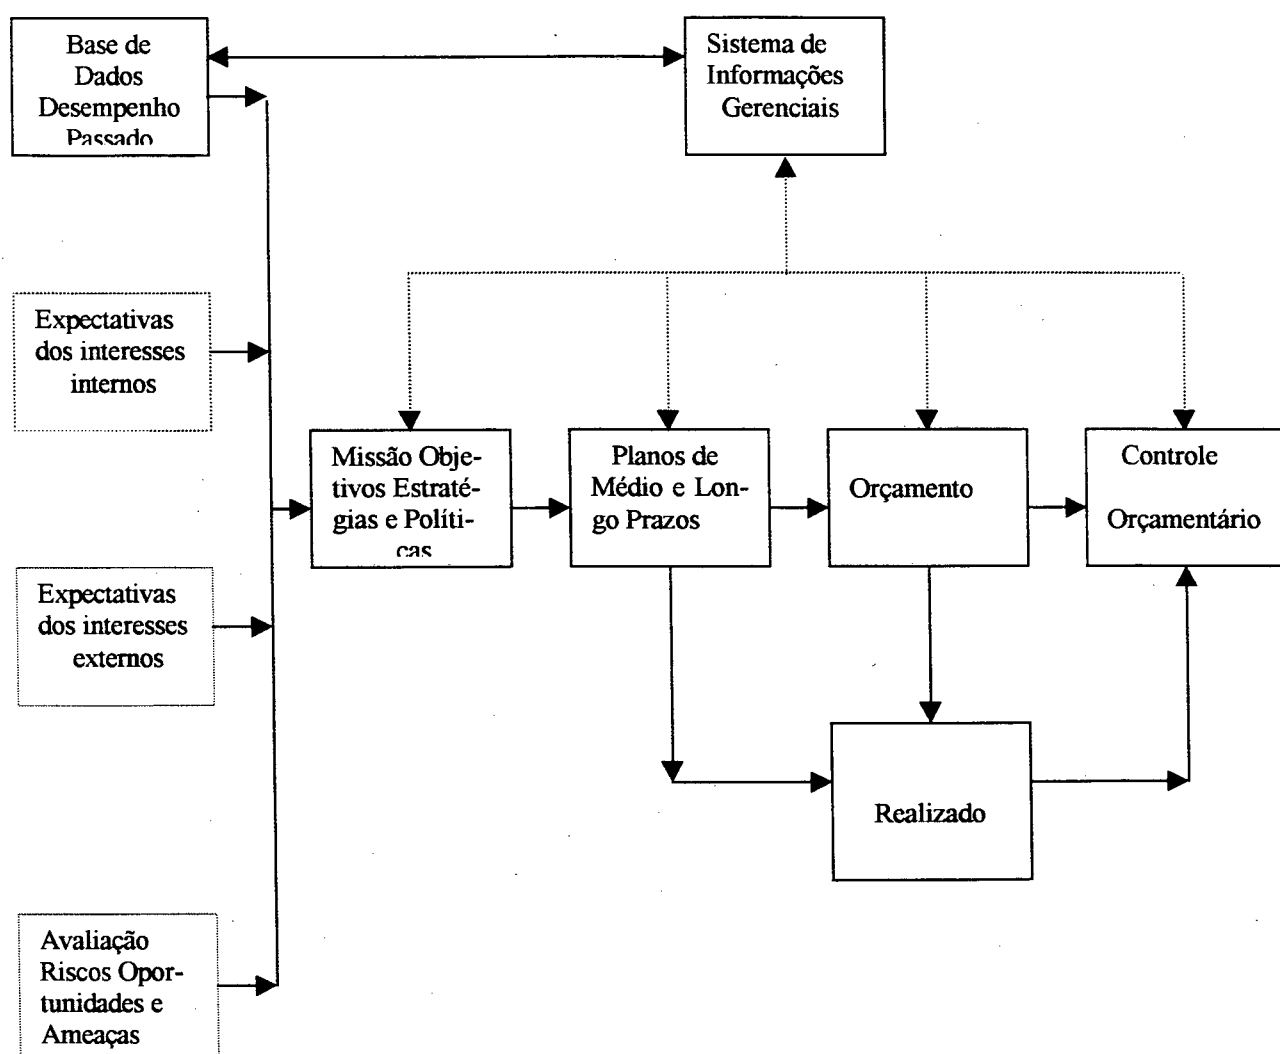 Base de
Dados
Desempenho
Passado
Sistema de
Informações
Gerenciais
Expectativas
dos interesses
internos
Missão Obje-
tivos Estraté-
gias e Políti-
cas
Planos de
Médio e Lon-
go Prazos
Orçamento
Controle
Orçamentário
Expectativas
dos interesses
externos
Realizado
Avaliação
Riscos Opor-
tunidades e
Ameaças